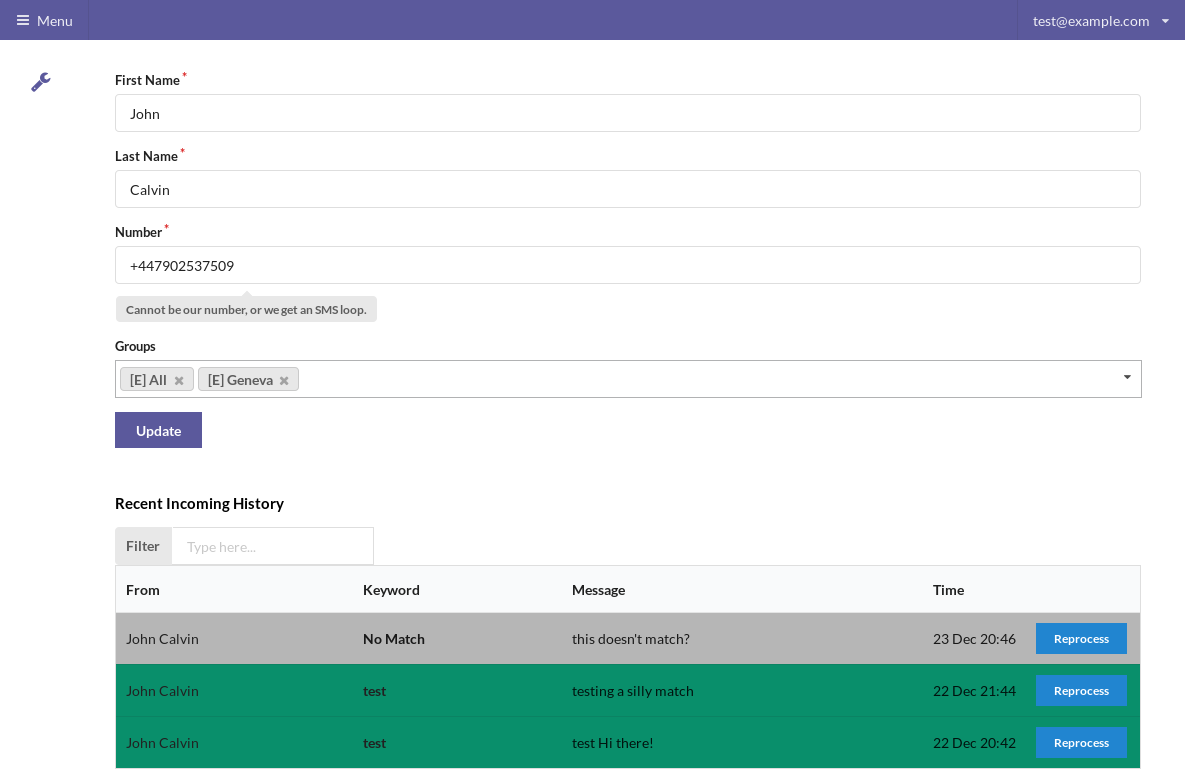 Menu test@example.com
First Name *
John
Last Name *
Calvin
Number *
+447902537509
Cannot be our number, or we get an SMS loop.
Groups
[E] All [E] Geneva
Update
Recent Incoming History
Filter Type here...
From Keyword Message Time
John Calvin No Match this doesn't match? 23 Dec 20:46 Reprocess
John Calvin test testing a silly match 22 Dec 21:44 Reprocess
John Calvin test test Hi there! 22 Dec 20:42 Reprocess